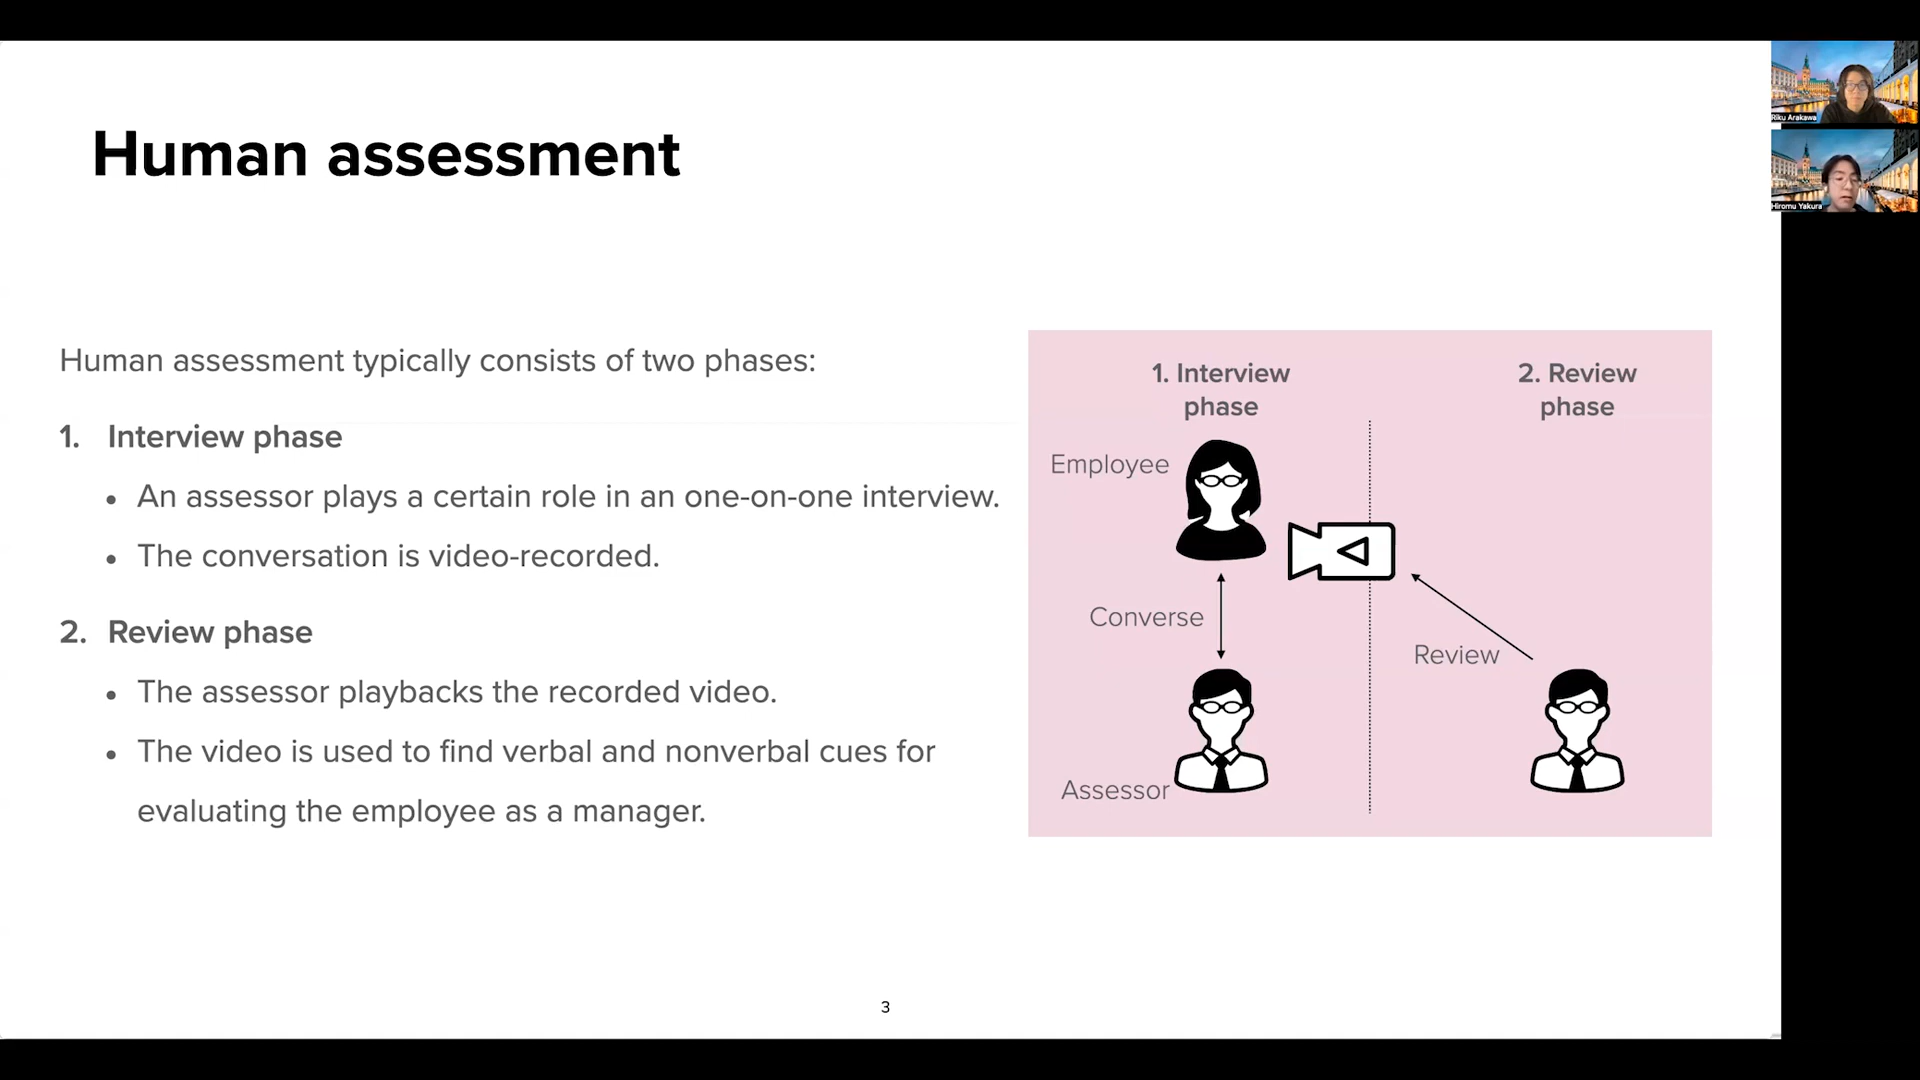 Human assessment
Human assessment typically consists of two phases:
1. Interview phase
• An assessor plays a certain role in an one-on-one interview.
• The conversation is video-recorded.
2. Review phase
• The assessor playbacks the recorded video.
• The video is used to find verbal and nonverbal cues for
evaluating the employee as a manager.
1. Interview
phase
2. Review
phase
Employee
Converse
Review
Assessor
3
Riku Arakawa
Hiromu Yakura